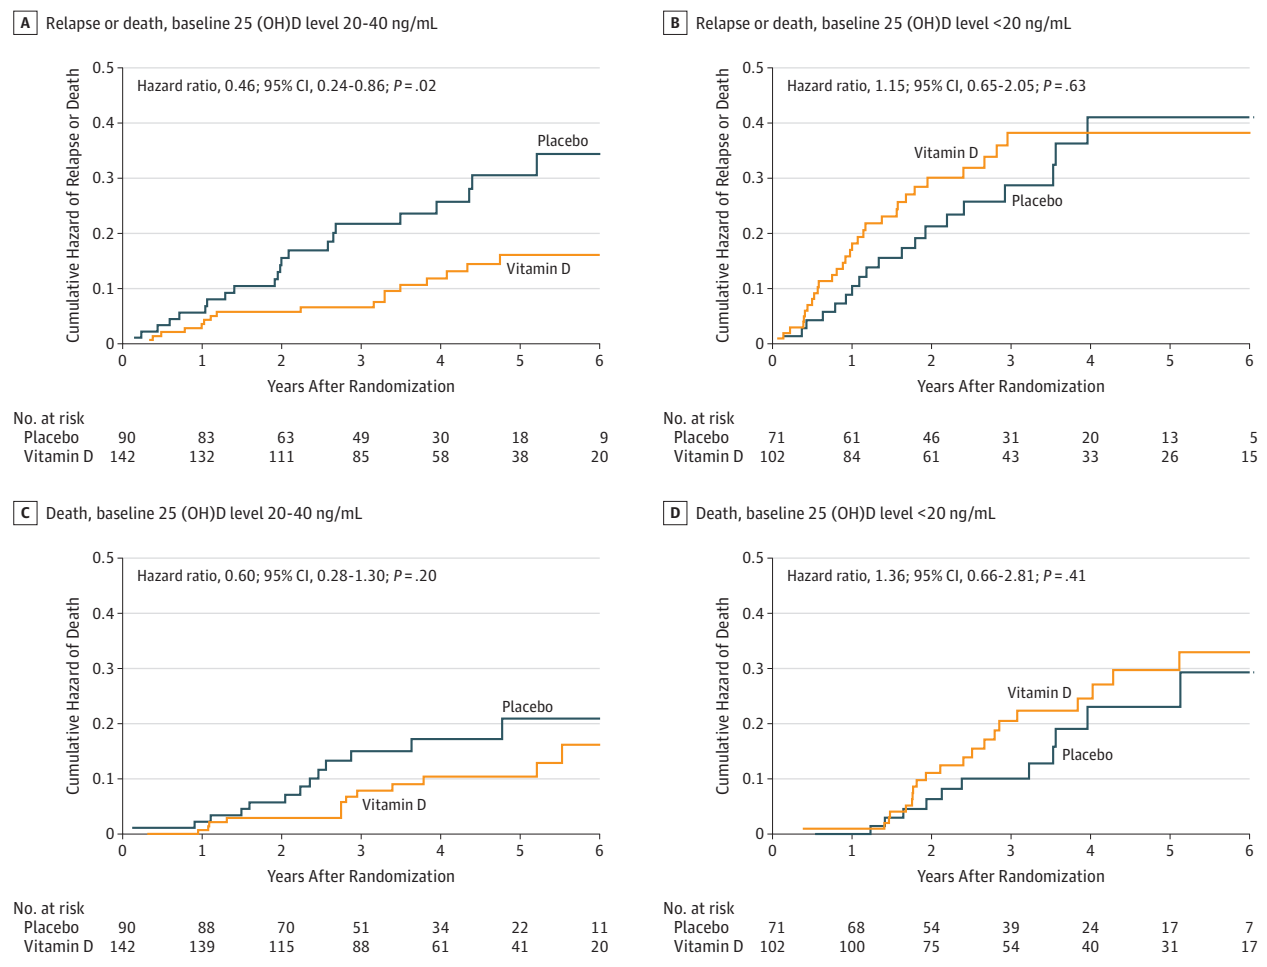 A Relapse or death, baseline 25 (OH)D level 20-40 ng/mL
Cumulative Hazard of Relapse or Death
0.5
0.4
0.3
0.2
0.1
0
Hazard ratio, 0.46; 95% CI, 0.24-0.86; P = .02
Placebo
Vitamin D
0 1 2 3 4 5 6
Years After Randomization
No. at risk
Placebo 90 83 63 49 30 18 9
Vitamin D 142 132 111 85 58 38 20
B Relapse or death, baseline 25 (OH)D level <20 ng/mL
Cumulative Hazard of Relapse or Death
0.5
0.4
0.3
0.2
0.1
0
Hazard ratio, 1.15; 95% CI, 0.65-2.05; P = .63
Vitamin D
Placebo
0 1 2 3 4 5 6
Years After Randomization
No. at risk
Placebo 71 61 46 31 20 13 5
Vitamin D 102 84 61 43 33 26 15
C Death, baseline 25 (OH)D level 20-40 ng/mL
Cumulative Hazard of Death
0.5
0.4
0.3
0.2
0.1
0
Hazard ratio, 0.60; 95% CI, 0.28-1.30; P = .20
Placebo
Vitamin D
0 1 2 3 4 5 6
Years After Randomization
No. at risk
Placebo 90 88 70 51 34 22 11
Vitamin D 142 139 115 88 61 41 20
D Death, baseline 25 (OH)D level <20 ng/mL
Cumulative Hazard of Death
0.5
0.4
0.3
0.2
0.1
0
Hazard ratio, 1.36; 95% CI, 0.66-2.81; P = .41
Vitamin D
Placebo
0 1 2 3 4 5 6
Years After Randomization
No. at risk
Placebo 71 68 54 39 24 17 7
Vitamin D 102 100 75 54 40 31 17